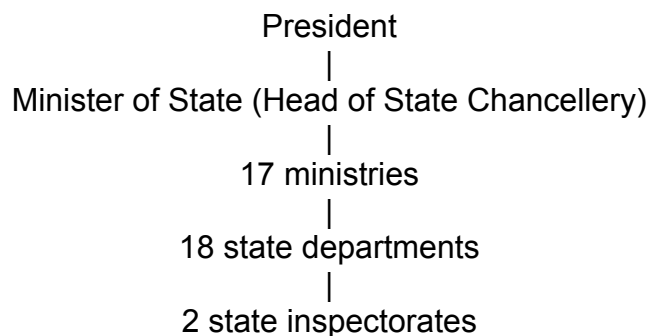 President
Minister of State (Head of State Chancellery)
17 ministries
18 state departments
2 state inspectorates